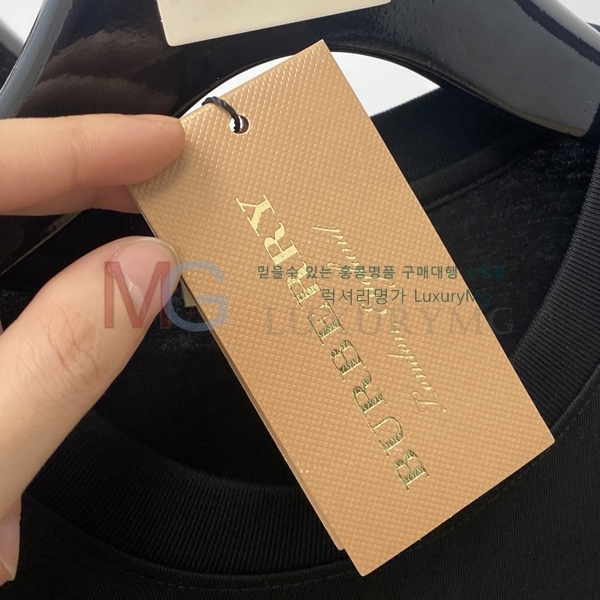 BURBERRY
London, England
MG
믿을수 있는 홍콩명품 구매대행
럭셔리명가 LuxuryMG
LUXURYMG